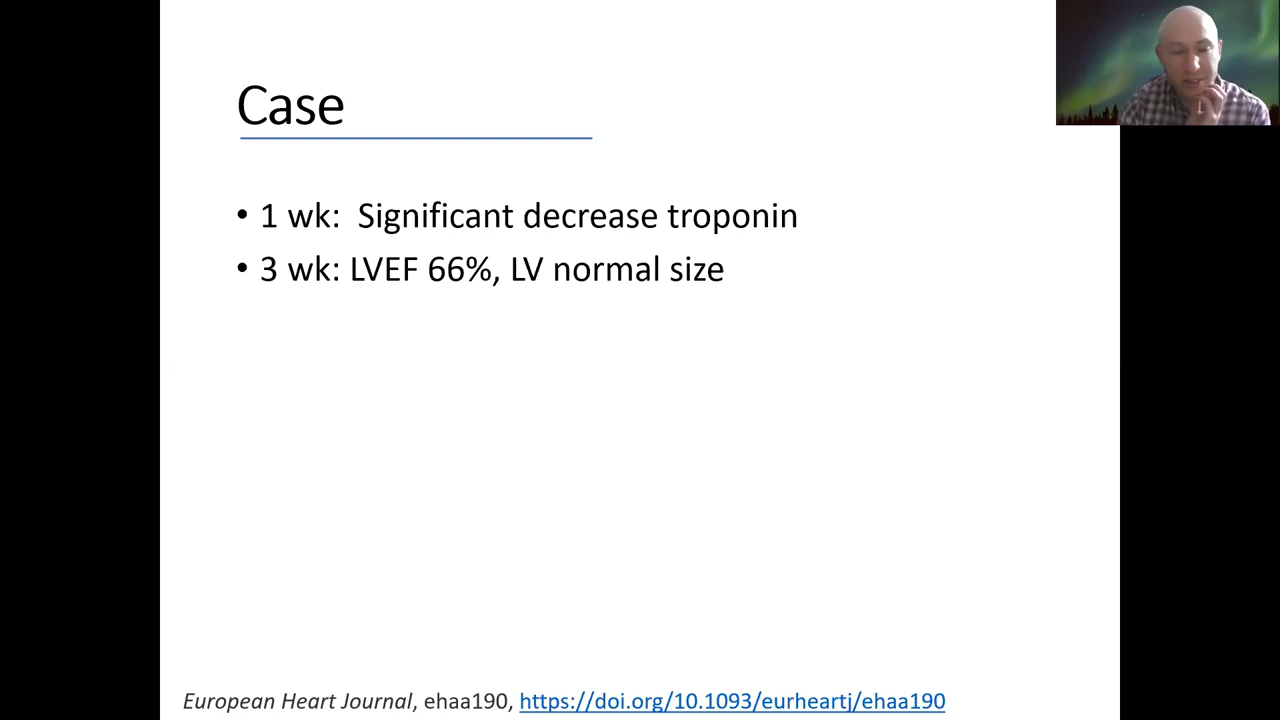 Case
• 1 wk:  Significant decrease troponin
• 3 wk: LVEF 66%, LV normal size
European Heart Journal, ehaa190, https://doi.org/10.1093/eurheartj/ehaa190